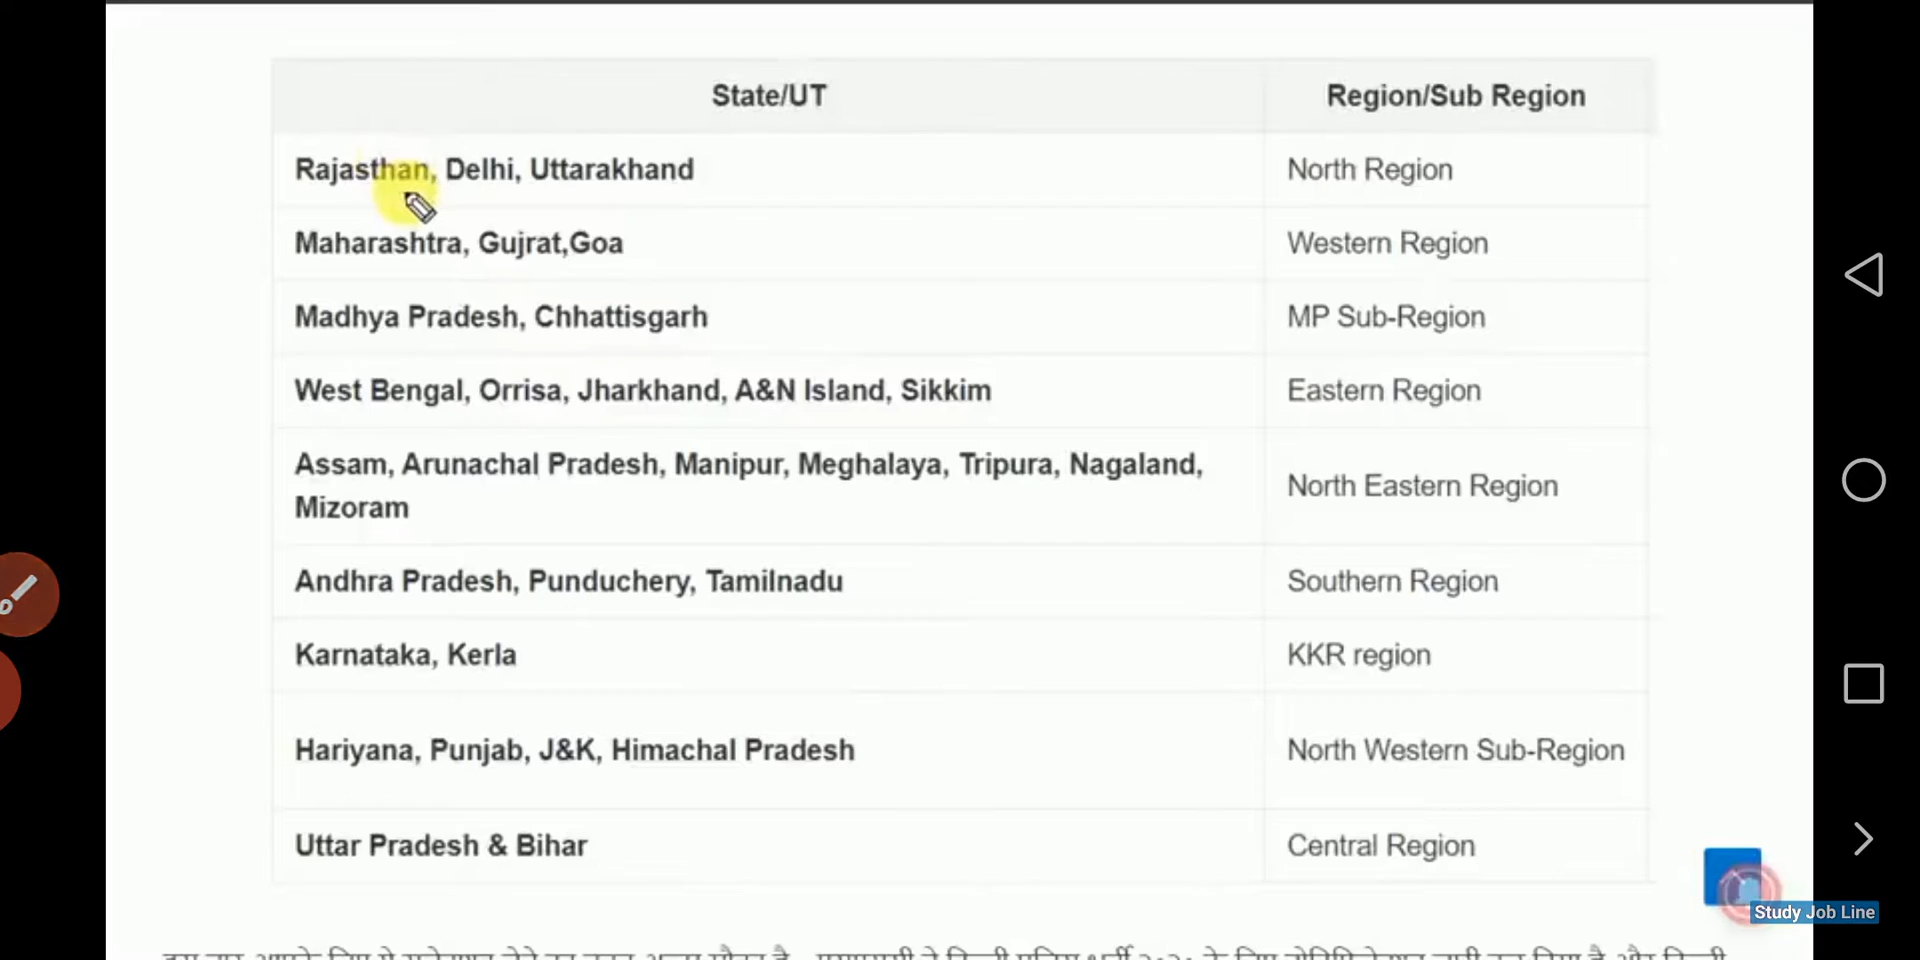 State/UT Region/Sub Region
Rajasthan, Delhi, Uttarakhand North Region
Maharashtra, Gujrat,Goa Western Region
Madhya Pradesh, Chhattisgarh MP Sub-Region
West Bengal, Orrisa, Jharkhand, A&N Island, Sikkim Eastern Region
Assam, Arunachal Pradesh, Manipur, Meghalaya, Tripura, Nagaland,
Mizoram
North Eastern Region
Andhra Pradesh, Punduchery, Tamilnadu Southern Region
Karnataka, Kerla KKR region
Hariyana, Punjab, J&K, Himachal Pradesh North Western Sub-Region
Uttar Pradesh & Bihar Central Region
Study Job Line